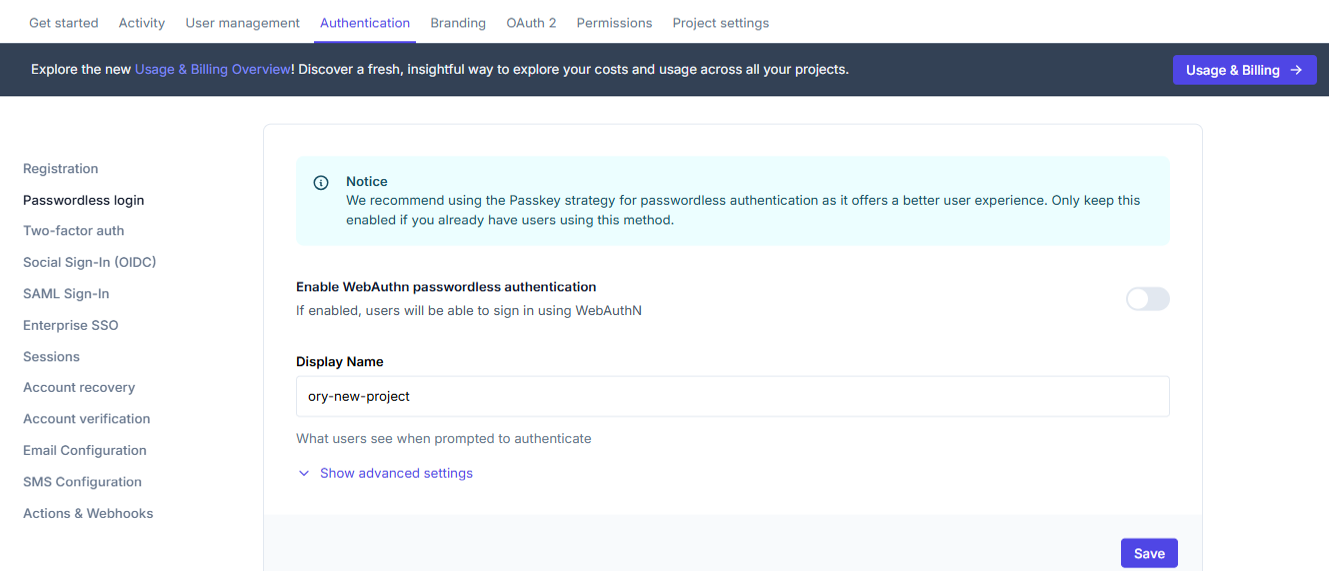 Get started Activity User management Authentication Branding OAuth 2 Permissions Project settings
Explore the new Usage & Billing Overview! Discover a fresh, insightful way to explore your costs and usage across all your projects.
Usage & Billing →
Registration
Passwordless login
Two-factor auth
Social Sign-In (OIDC)
SAML Sign-In
Enterprise SSO
Sessions
Account recovery
Account verification
Email Configuration
SMS Configuration
Actions & Webhooks
Notice
We recommend using the Passkey strategy for passwordless authentication as it offers a better user experience. Only keep this
enabled if you already have users using this method.
Enable WebAuthn passwordless authentication
If enabled, users will be able to sign in using WebAuthN
Display Name
ory-new-project
What users see when prompted to authenticate
Show advanced settings
Save